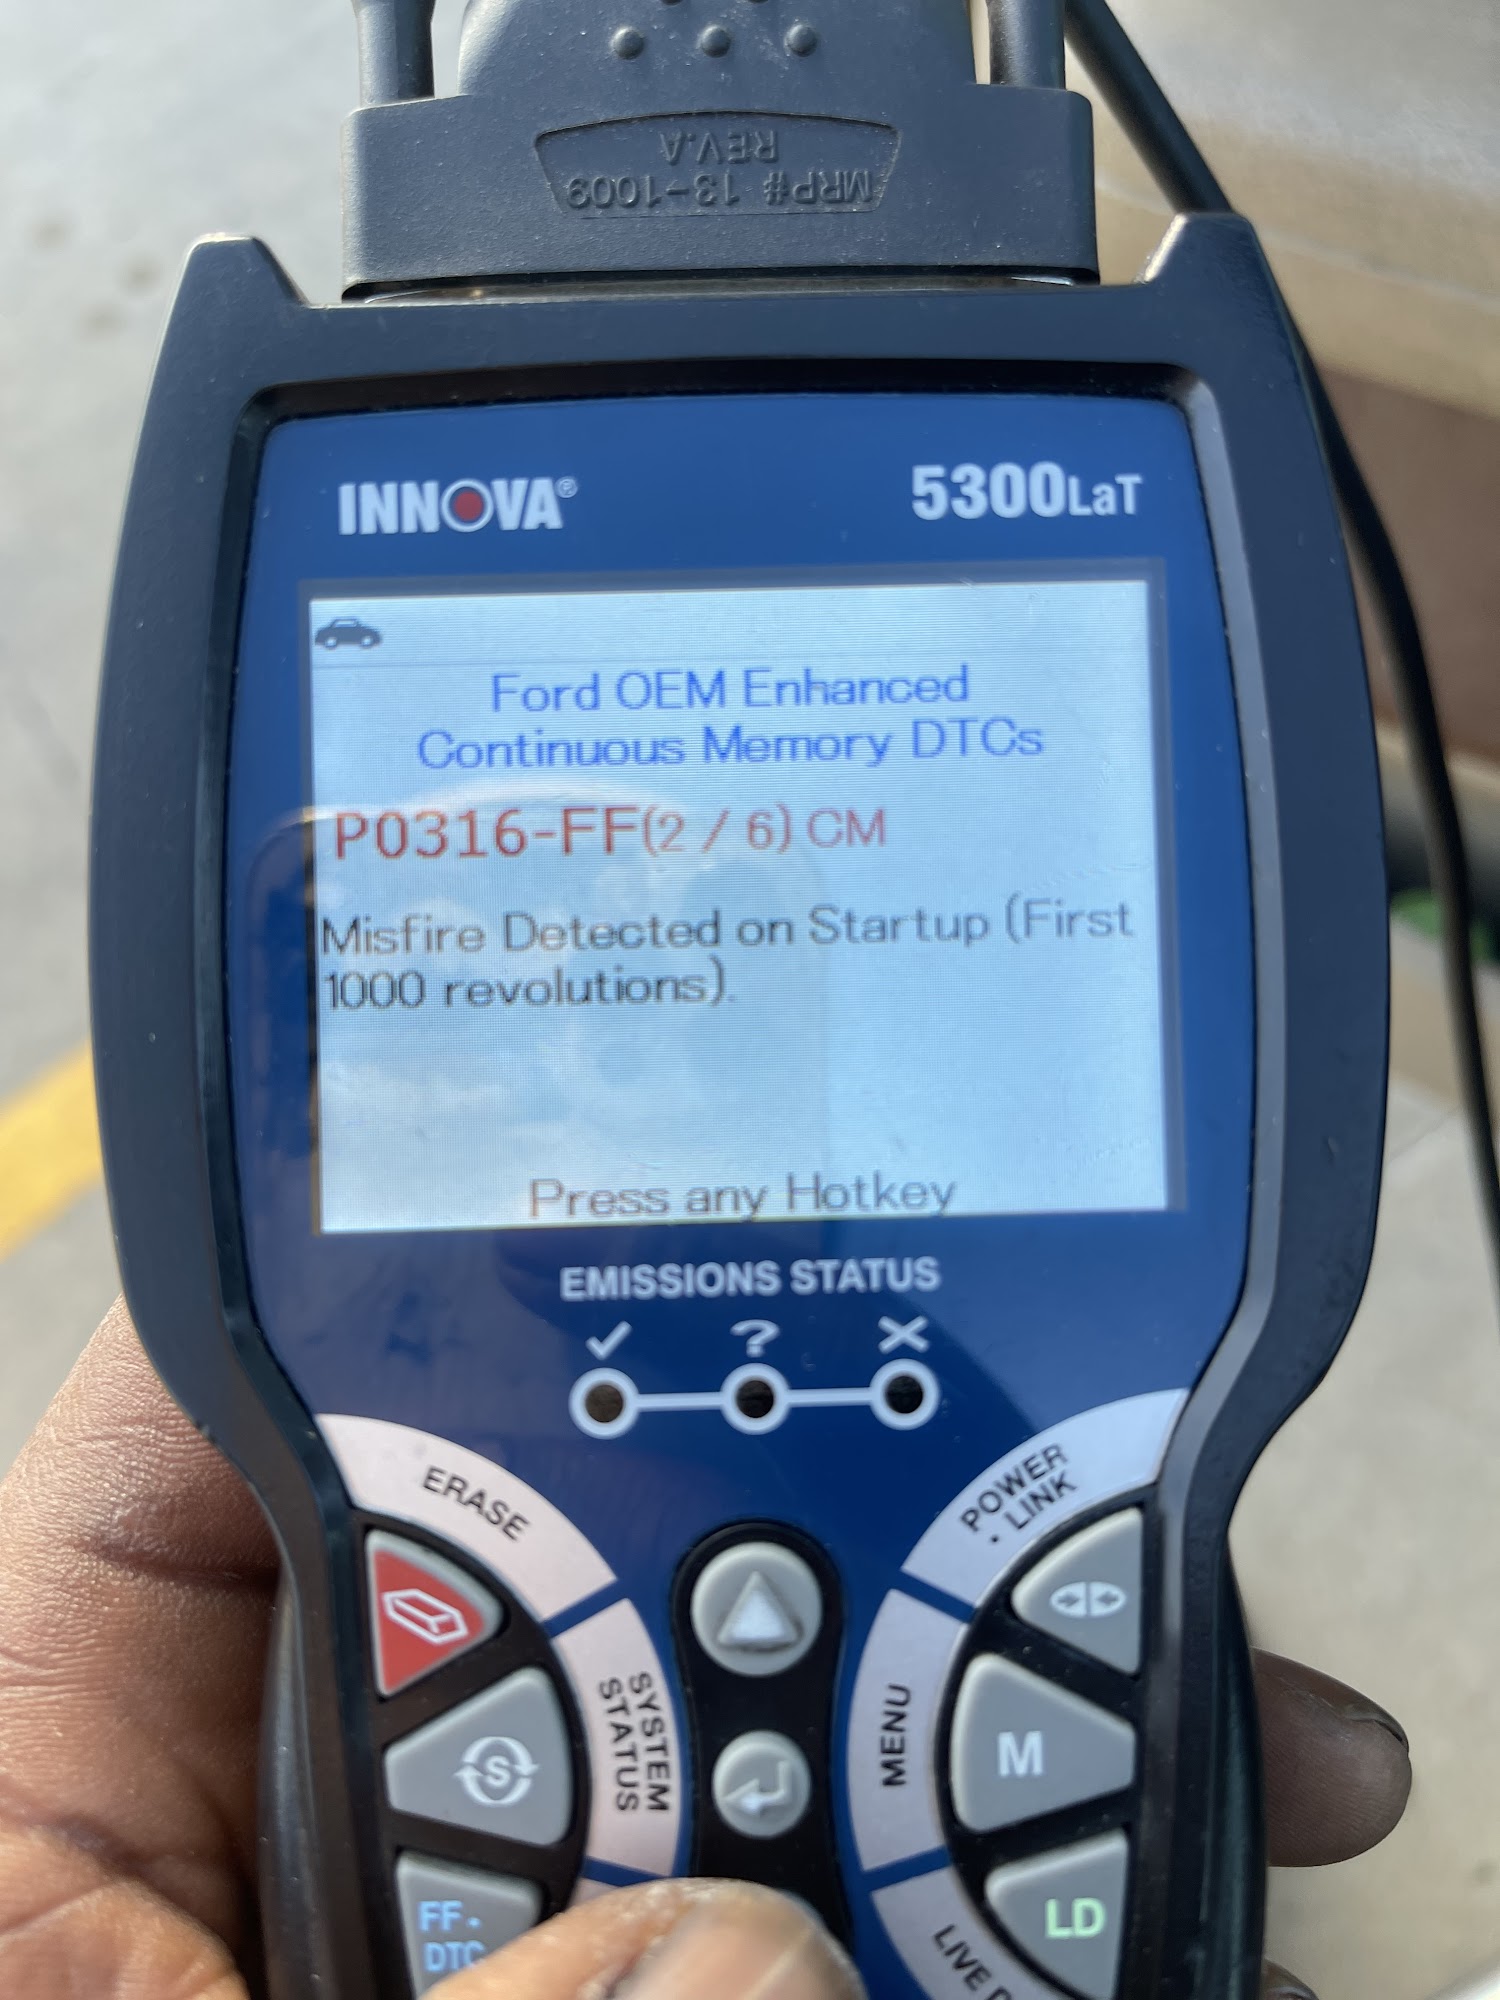 MRP# 13-1009
REV.A
INNOVA®
5300LaT
Ford OEM Enhanced
Continuous Memory DTCs
P0316-FF(2 / 6) CM
Misfire Detected on Startup (First
1000 revolutions).
Press any Hotkey
EMISSIONS STATUS
✓ ? X
ERASE
POWER
LINK
SYSTEM
STATUS
S
MENU
M
FF-
DTC
LD
LIVE